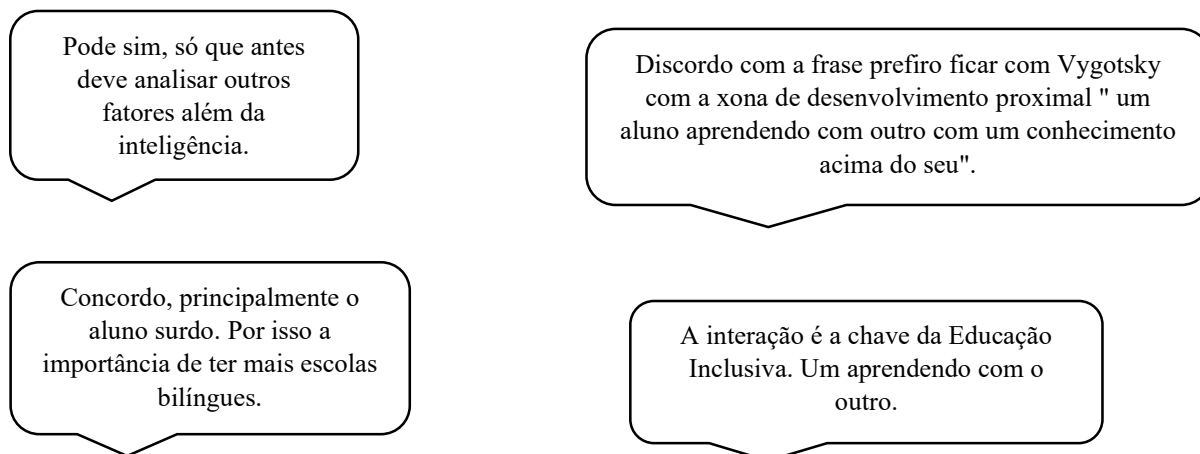 Pode sim, só que antes
deve analisar outros
fatores além da
inteligência.
Discordo com a frase prefiro ficar com Vygotsky
com a xona de desenvolvimento proximal " um
aluno aprendendo com outro com um conhecimento
acima do seu".
Concordo, principalmente o
aluno surdo. Por isso a
importância de ter mais escolas
bilíngues.
A interação é a chave da Educação
Inclusiva. Um aprendendo com o
outro.